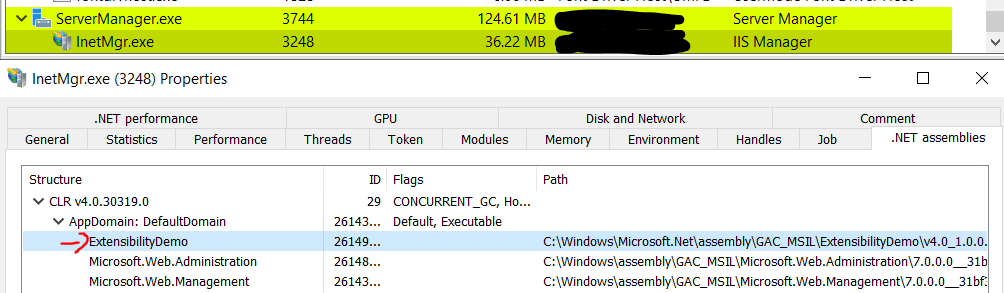 ServerManager.exe 3744 124.61 MB Server Manager
InetMgr.exe 3248 36.22 MB IIS Manager
InetMgr.exe (3248) Properties
.NET performance GPU Disk and Network Comment
General Statistics Performance Threads Token Modules Memory Environment Handles Job .NET assemblies
Structure ID Flags Path
CLR v4.0.30319.0 29 CONCURRENT_GC, Ho...
AppDomain: DefaultDomain 26143... Default, Executable
ExtensibilityDemo 26149... C:\Windows\Microsoft.Net\assembly\GAC_MSIL\ExtensibilityDemo\v4.0_1.0.0.
Microsoft.Web.Administration 26148... C:\Windows\assembly\GAC_MSIL\Microsoft.Web.Administration\7.0.0.0__31bf
Microsoft.Web.Management 26143... C:\Windows\assembly\GAC_MSIL\Microsoft.Web.Management\7.0.0.0__31bf3